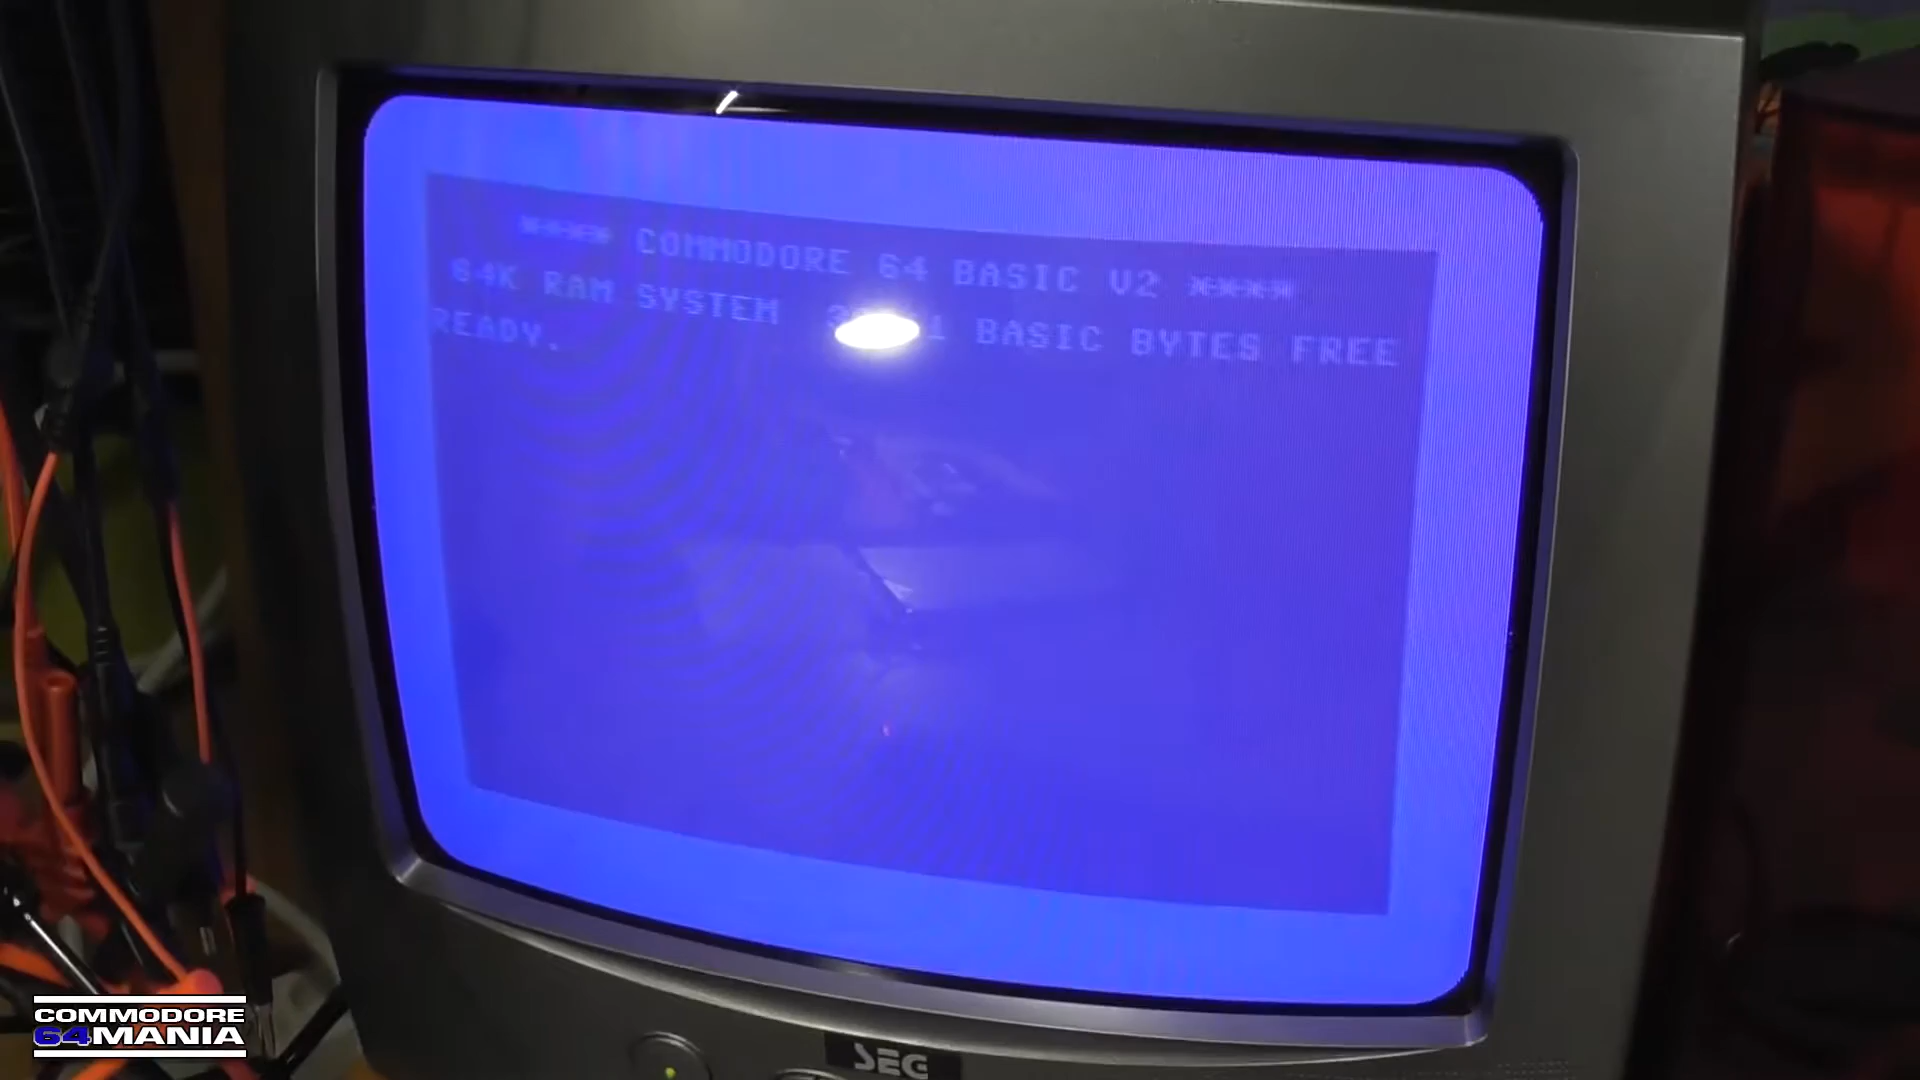 **** COMMODORE 64 BASIC V2 ****
64K RAM SYSTEM BASIC BYTES FREE
READY.
SEG
COMMODORE
64MANIA